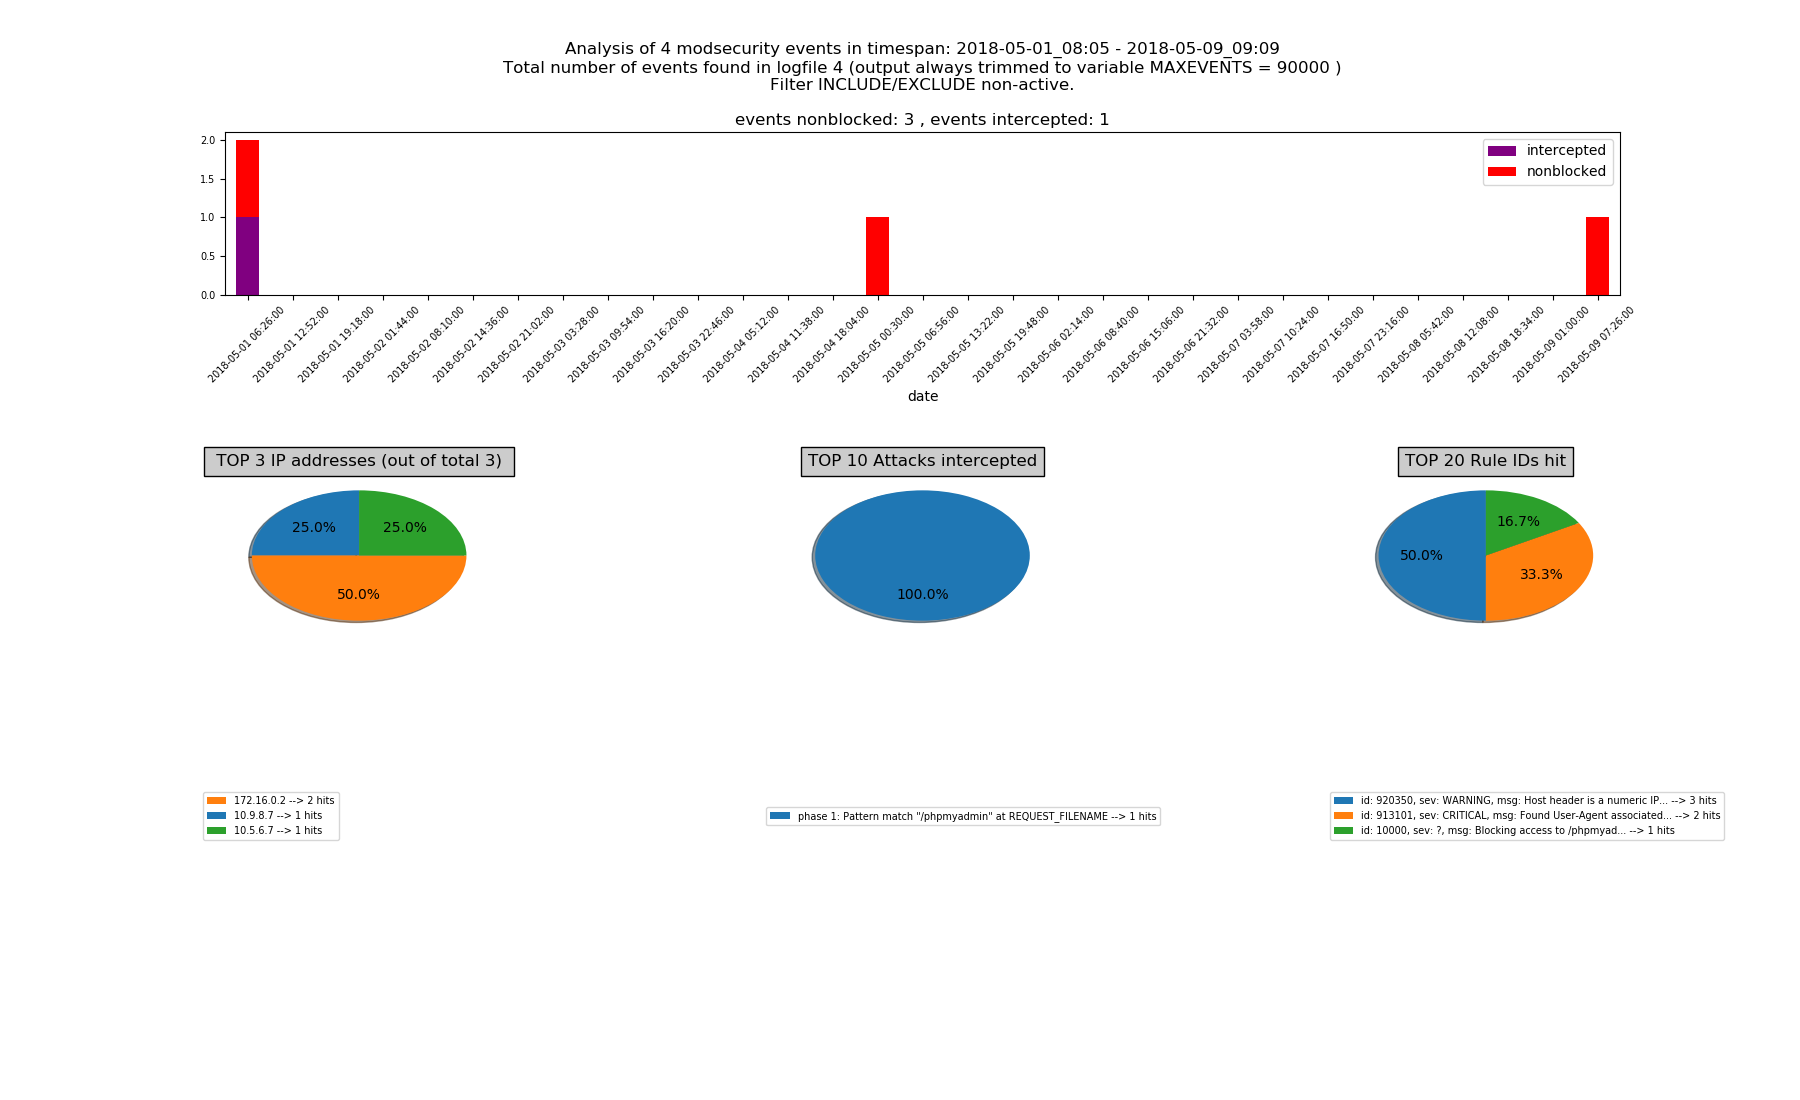 Analysis of 4 modsecurity events in timespan: 2018-05-01_08:05 - 2018-05-09_09:09
Total number of events found in logfile 4 (output always trimmed to variable MAXEVENTS = 90000 )
Filter INCLUDE/EXCLUDE non-active.
events nonblocked: 3 , events intercepted: 1
intercepted
nonblocked
2.0
1.5
1.0
0.5
0.0
2018-05-01 06:26:00
2018-05-01 12:52:00
2018-05-01 19:18:00
2018-05-02 01:44:00
2018-05-02 08:10:00
2018-05-02 14:36:00
2018-05-02 21:02:00
2018-05-03 03:28:00
2018-05-03 09:54:00
2018-05-03 16:20:00
2018-05-03 22:46:00
2018-05-04 05:12:00
2018-05-04 11:38:00
2018-05-04 18:04:00
2018-05-05 00:30:00
2018-05-05 06:56:00
2018-05-05 13:22:00
2018-05-05 19:48:00
2018-05-06 02:14:00
2018-05-06 08:40:00
2018-05-06 15:06:00
2018-05-06 21:32:00
2018-05-07 03:58:00
2018-05-07 10:24:00
2018-05-07 16:50:00
2018-05-07 23:16:00
2018-05-08 05:42:00
2018-05-08 12:08:00
2018-05-08 18:34:00
2018-05-09 01:00:00
2018-05-09 07:26:00
date
TOP 3 IP addresses (out of total 3)
25.0%
25.0%
50.0%
172.16.0.2 --> 2 hits
10.9.8.7 --> 1 hits
10.5.6.7 --> 1 hits
TOP 10 Attacks intercepted
100.0%
phase 1: Pattern match "/phpmyadmin" at REQUEST_FILENAME --> 1 hits
TOP 20 Rule IDs hit
16.7%
50.0%
33.3%
id: 920350, sev: WARNING, msg: Host header is a numeric IP... --> 3 hits
id: 913101, sev: CRITICAL, msg: Found User-Agent associated... --> 2 hits
id: 10000, sev: ?, msg: Blocking access to /phpmyad... --> 1 hits